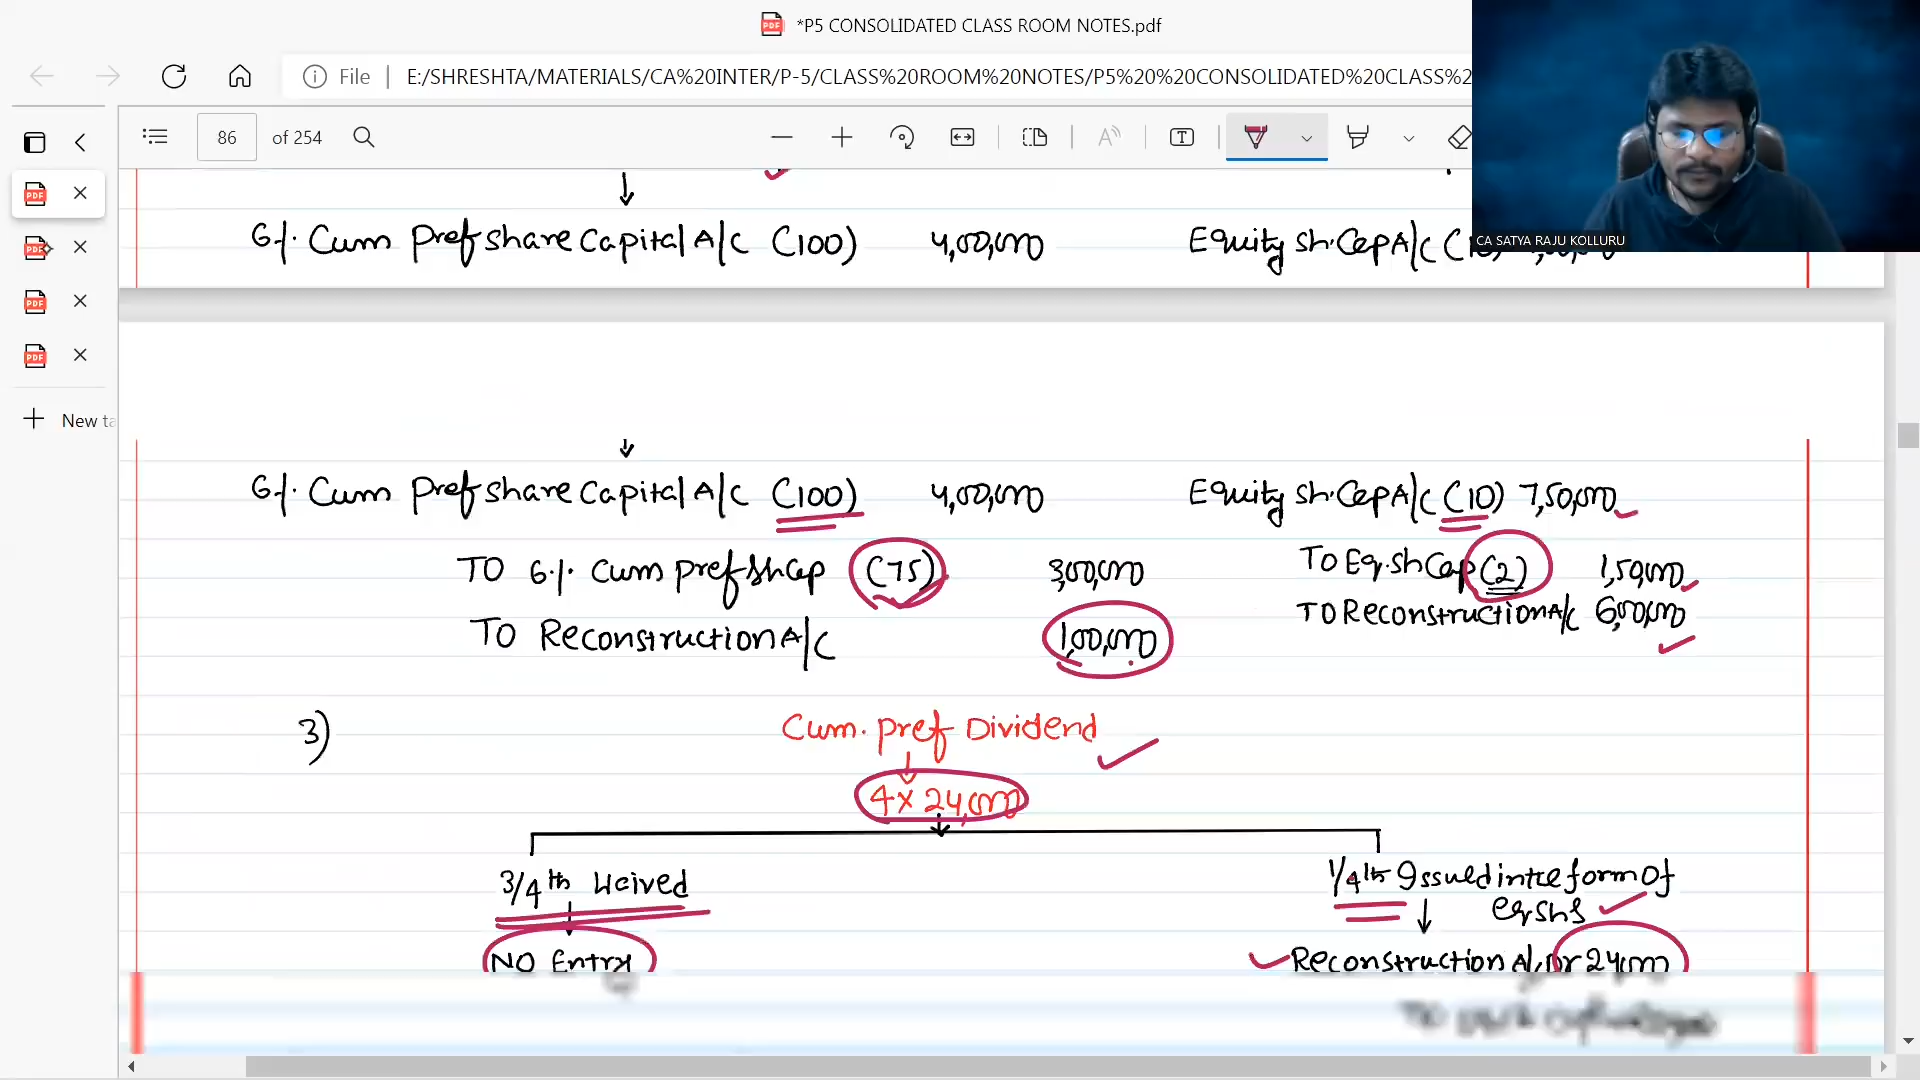 *P5 CONSOLIDATED CLASS ROOM NOTES.pdf
File | E:/SHRESHTA/MATERIALS/CA%20INTER/P-5/CLASS%20ROOM%20NOTES/P5%20%20CONSOLIDATED%20CLASS%2
86 of 254
CA SATYA RAJU KOLLURU
6%. Cum Pref share Capital A/C (100) 4,00,000 Equity Sh. Cap A/C
New ta
6%. Cum Pref share Capital A/C (100) 4,00,000 Equity Sh. Cap A/C (10) 7,50,000
TO 6%. Cum pref Sh Cap (75) 3,00,000 To Eq. sh Cap (2) 1,50,000
TO Reconstruction A/C 1,00,000 TO Reconstruction A/C 6,00,000
3) Cum. Pref Dividend
4 x 24,000
3/4th Waived 1/4th Issued in the form of
eq shs
NO Entry Reconstruction A/c Dr 24000